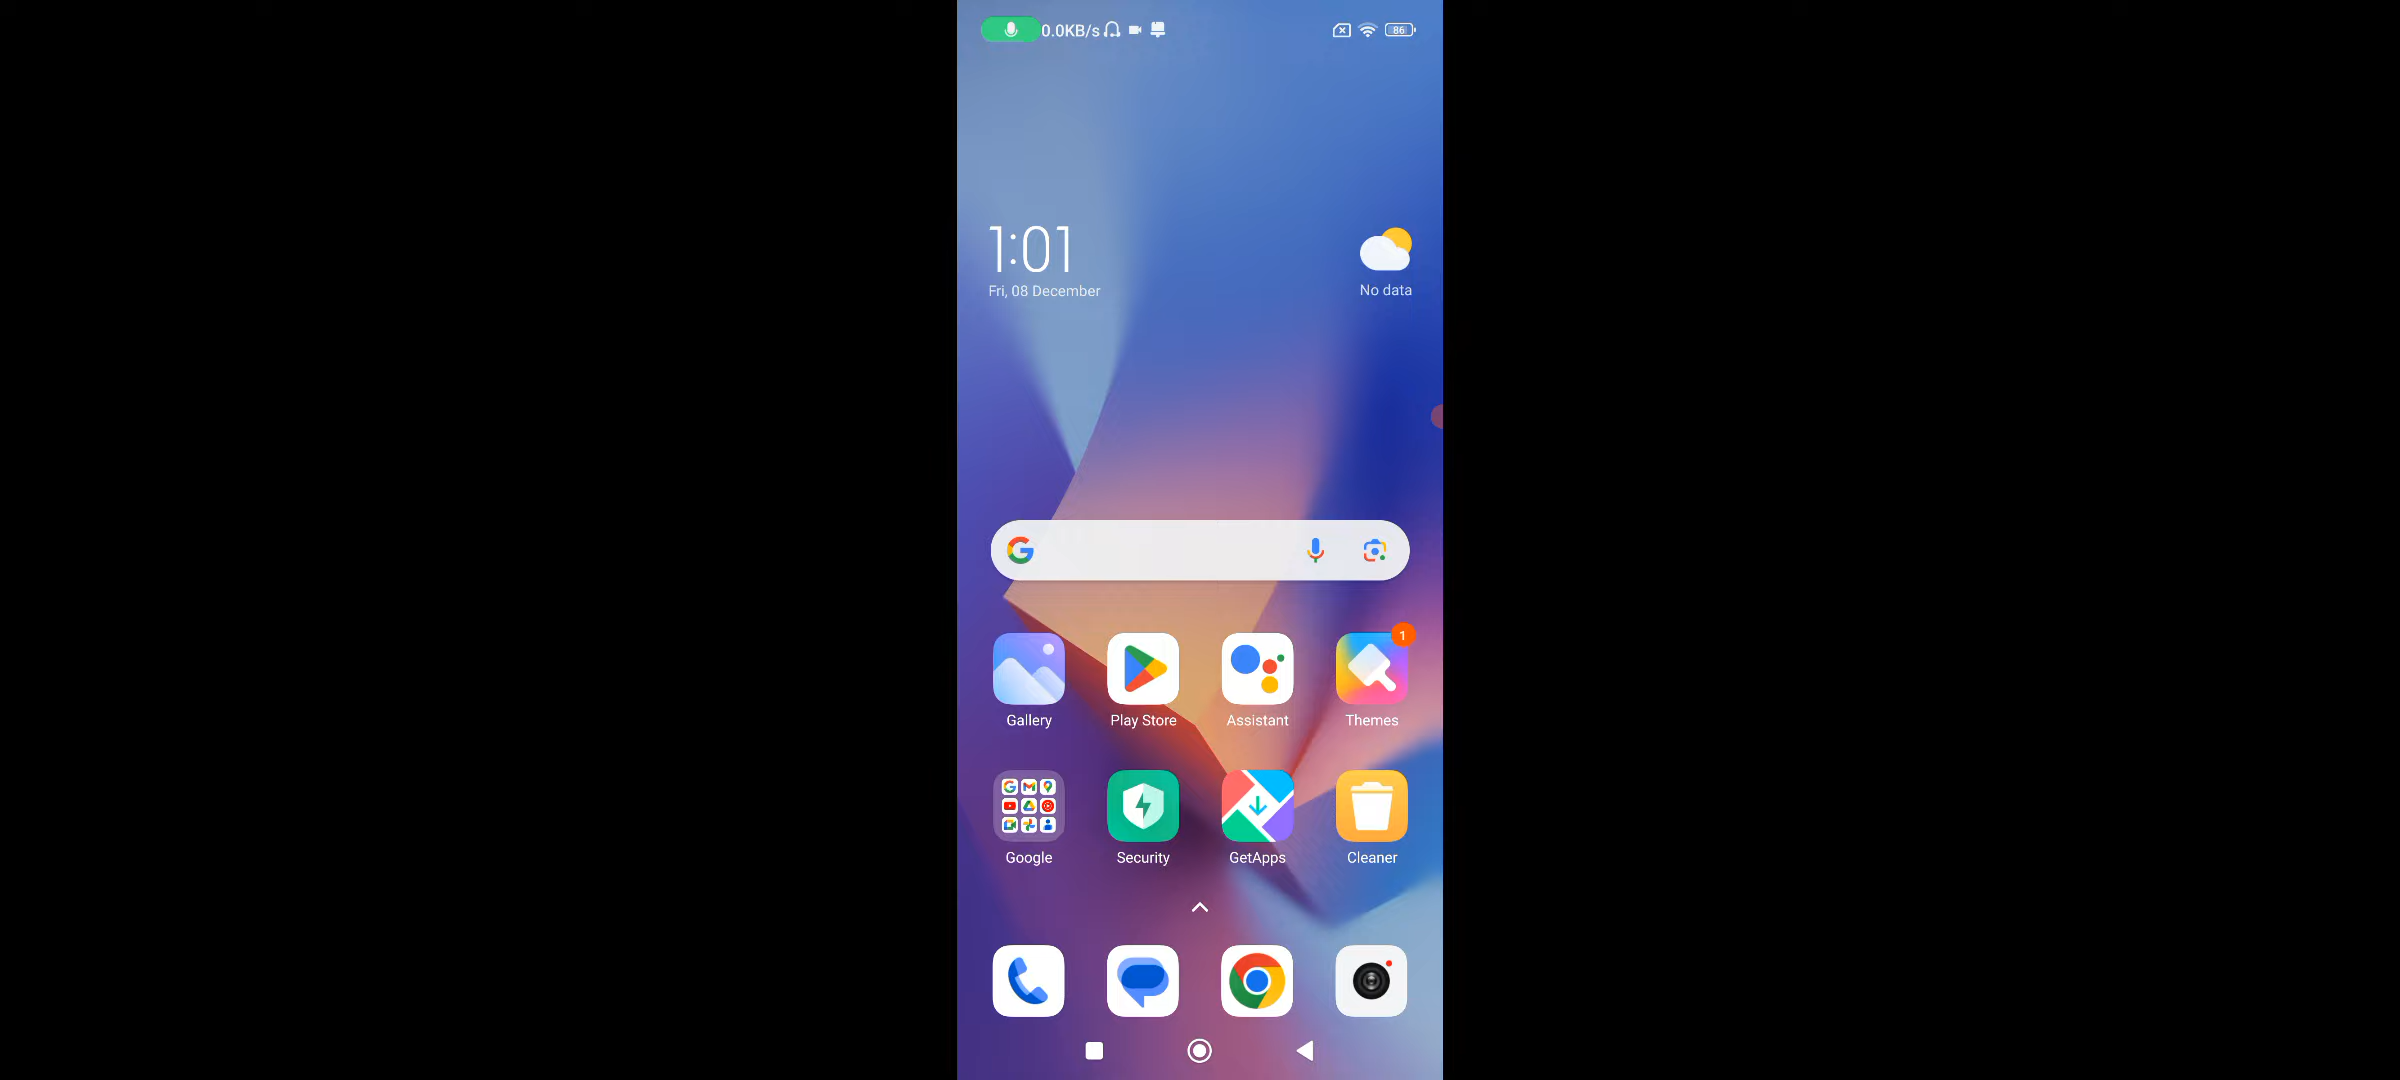 0.0KB/s
86
1:01
Fri, 08 December
No data
1
Gallery
Play Store
Assistant
Themes
Google
Security
GetApps
Cleaner